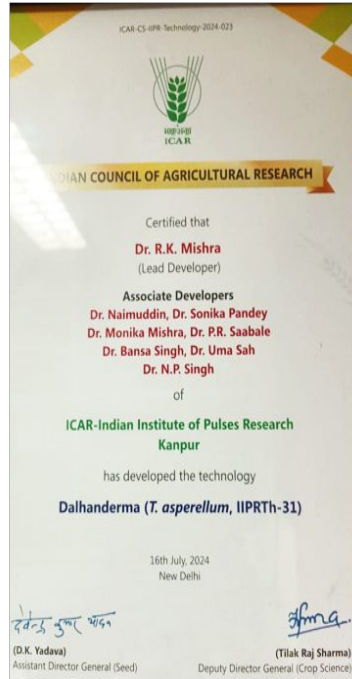 ICAR-CS-IIPR-Technology-2024-023
ICAR
INDIAN COUNCIL OF AGRICULTURAL RESEARCH
Certified that
Dr. R.K. Mishra
(Lead Developer)
Associate Developers
Dr. Naimuddin, Dr. Sonika Pandey
Dr. Monika Mishra, Dr. P.R. Saabale
Dr. Bansa Singh, Dr. Uma Sah
Dr. N.P. Singh
of
ICAR-Indian Institute of Pulses Research
Kanpur
has developed the technology
Dalhanderma (T. asperellum, IIPRTh-31)
16th July, 2024
New Delhi
देवेन्द्र कुमार यादव
(D.K. Yadava)
Assistant Director General (Seed)
(Tilak Raj Sharma)
Deputy Director General (Crop Science)